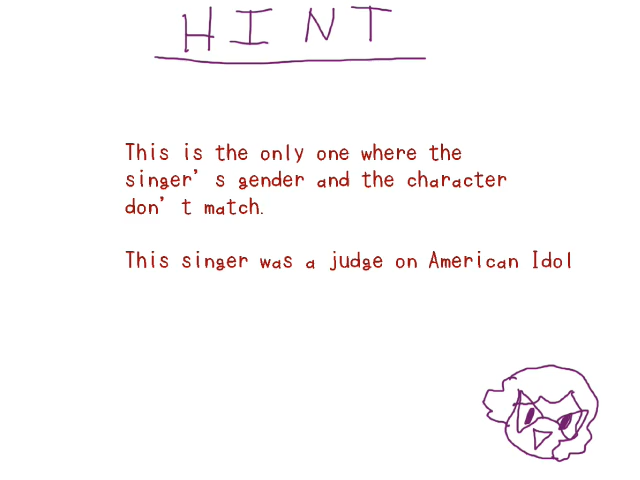 HINT
This is the only one where the
singer's gender and the character
don't match.
This singer was a judge on American Idol